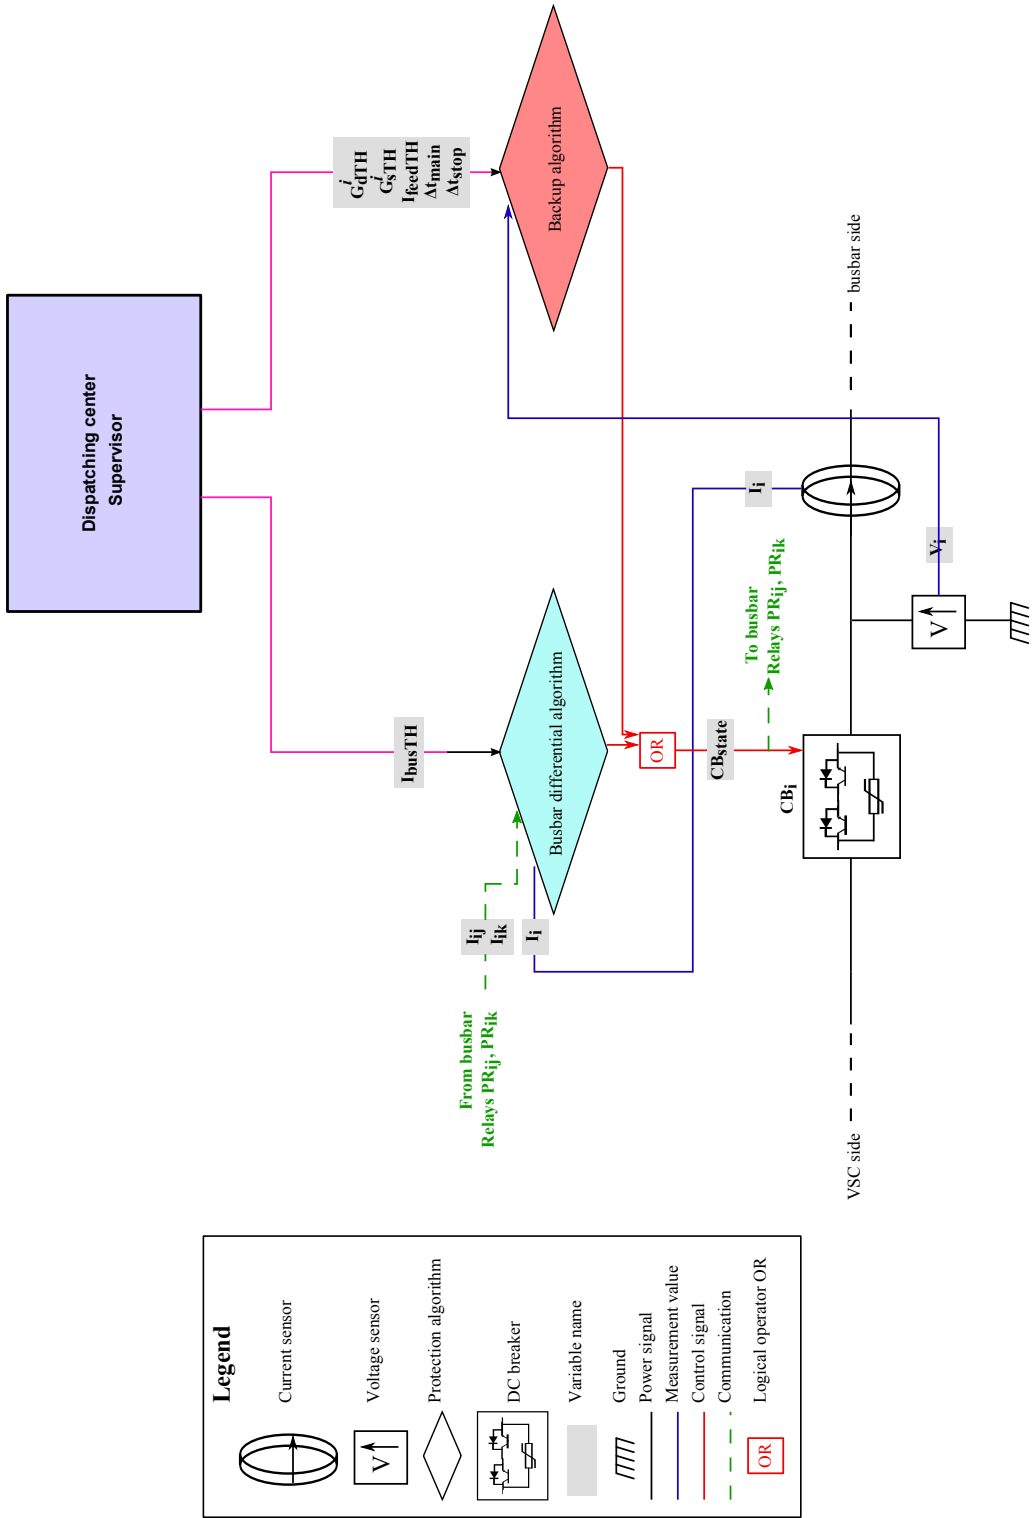 Dispatching center
Supervisor
IbusTH
GdTH^i
GsTH^i
IfeedTH
Δtmain
Δtstop
From busbar
Relays PRij, PRik
Iij
Iik
Ii
Busbar differential algorithm
Backup algorithm
OR
CBstate
To busbar
Relays PRij, PRik
Ii
CBi
V
Vi
VSC side
busbar side
Legend
Current sensor
V
Voltage sensor
Protection algorithm
DC breaker
Variable name
Ground
Power signal
Measurement value
Control signal
Communication
OR
Logical operator OR